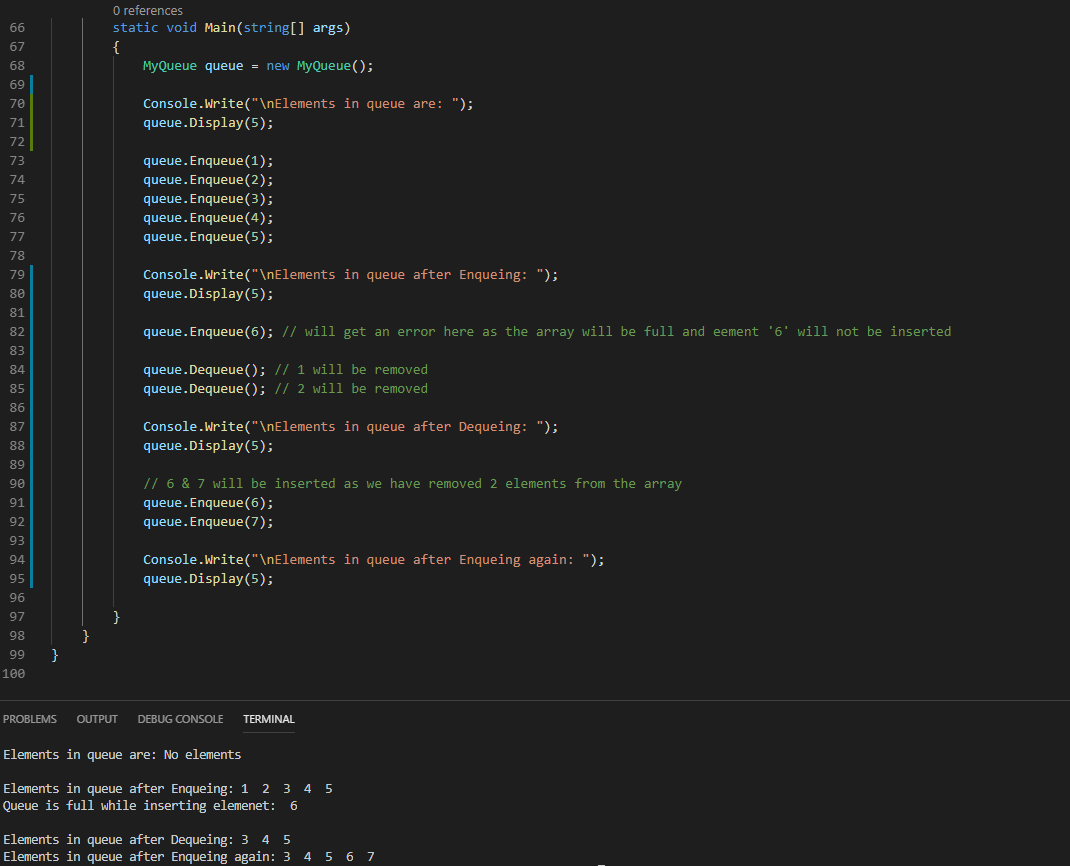 0 references
66 static void Main(string[] args)
67 {
68 MyQueue queue = new MyQueue();
69
70 Console.Write("\nElements in queue are: ");
71 queue.Display(5);
72
73 queue.Enqueue(1);
74 queue.Enqueue(2);
75 queue.Enqueue(3);
76 queue.Enqueue(4);
77 queue.Enqueue(5);
78
79 Console.Write("\nElements in queue after Enqueing: ");
80 queue.Display(5);
81
82 queue.Enqueue(6); // will get an error here as the array will be full and eement '6' will not be inserted
83
84 queue.Dequeue(); // 1 will be removed
85 queue.Dequeue(); // 2 will be removed
86
87 Console.Write("\nElements in queue after Dequeing: ");
88 queue.Display(5);
89
90 // 6 & 7 will be inserted as we have removed 2 elements from the array
91 queue.Enqueue(6);
92 queue.Enqueue(7);
93
94 Console.Write("\nElements in queue after Enqueing again: ");
95 queue.Display(5);
96
97 }
98 }
99 }
100
PROBLEMS OUTPUT DEBUG CONSOLE TERMINAL
Elements in queue are: No elements
Elements in queue after Enqueing: 1 2 3 4 5
Queue is full while inserting elemenet: 6
Elements in queue after Dequeing: 3 4 5
Elements in queue after Enqueing again: 3 4 5 6 7